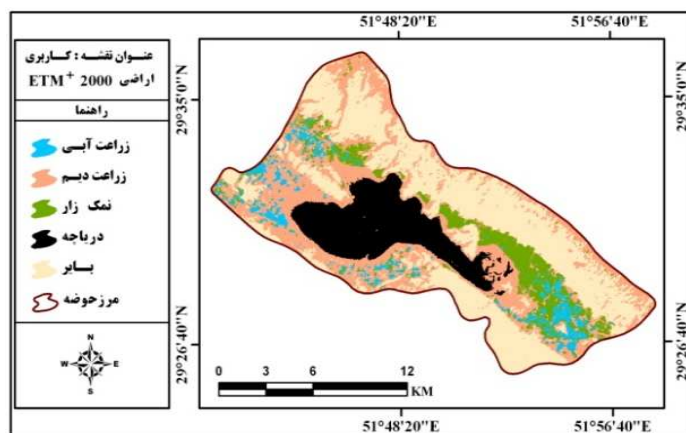 51°48'20"E
51°56'40"E
عنوان نقشه : کاربری
اراضی ETM+ 2000
راهنما
زراعت آبی
زراعت دیم
نمک زار
دریاچه
بایر
مرزحوضه
N
W
E
S
29°35'0"N
29°35'0"N
29°26'40"N
29°26'40"N
0 3 6 12
KM
51°48'20"E
51°56'40"E